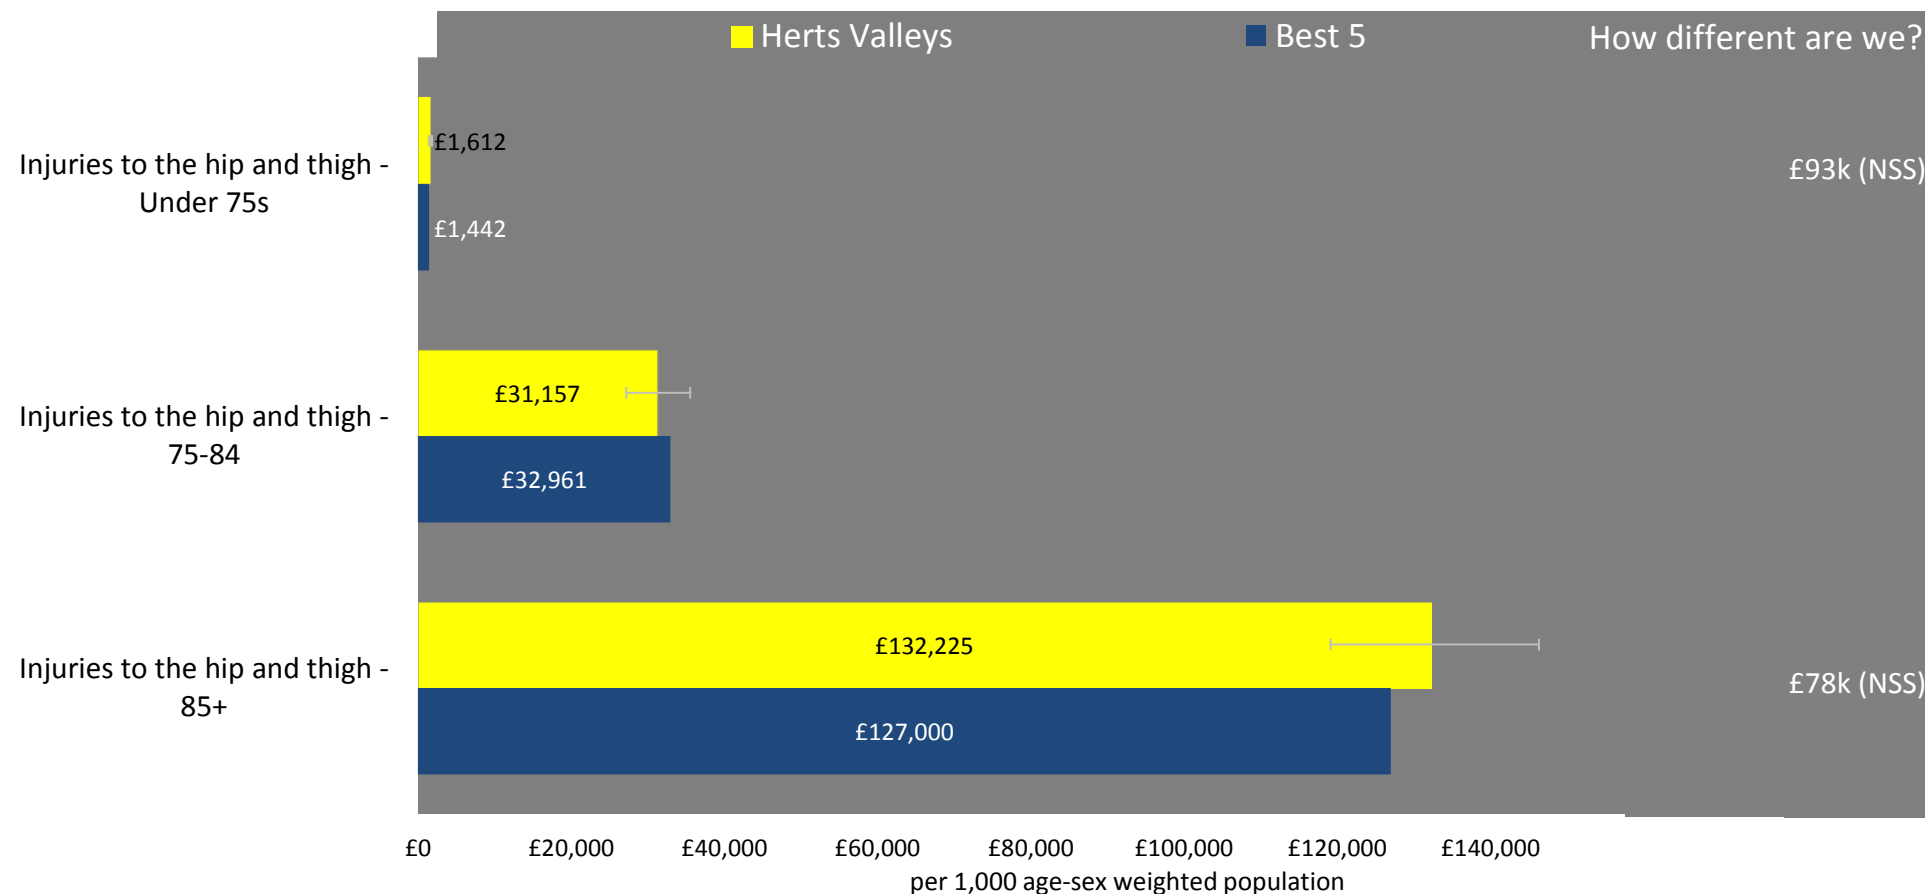 Herts Valleys Best 5 How different are we?
Injuries to the hip and thigh -
Under 75s
£1,612
£1,442
£93k (NSS)
Injuries to the hip and thigh -
75-84
£31,157
£32,961
Injuries to the hip and thigh -
85+
£132,225
£127,000
£78k (NSS)
£0 £20,000 £40,000 £60,000 £80,000 £100,000 £120,000 £140,000
per 1,000 age-sex weighted population